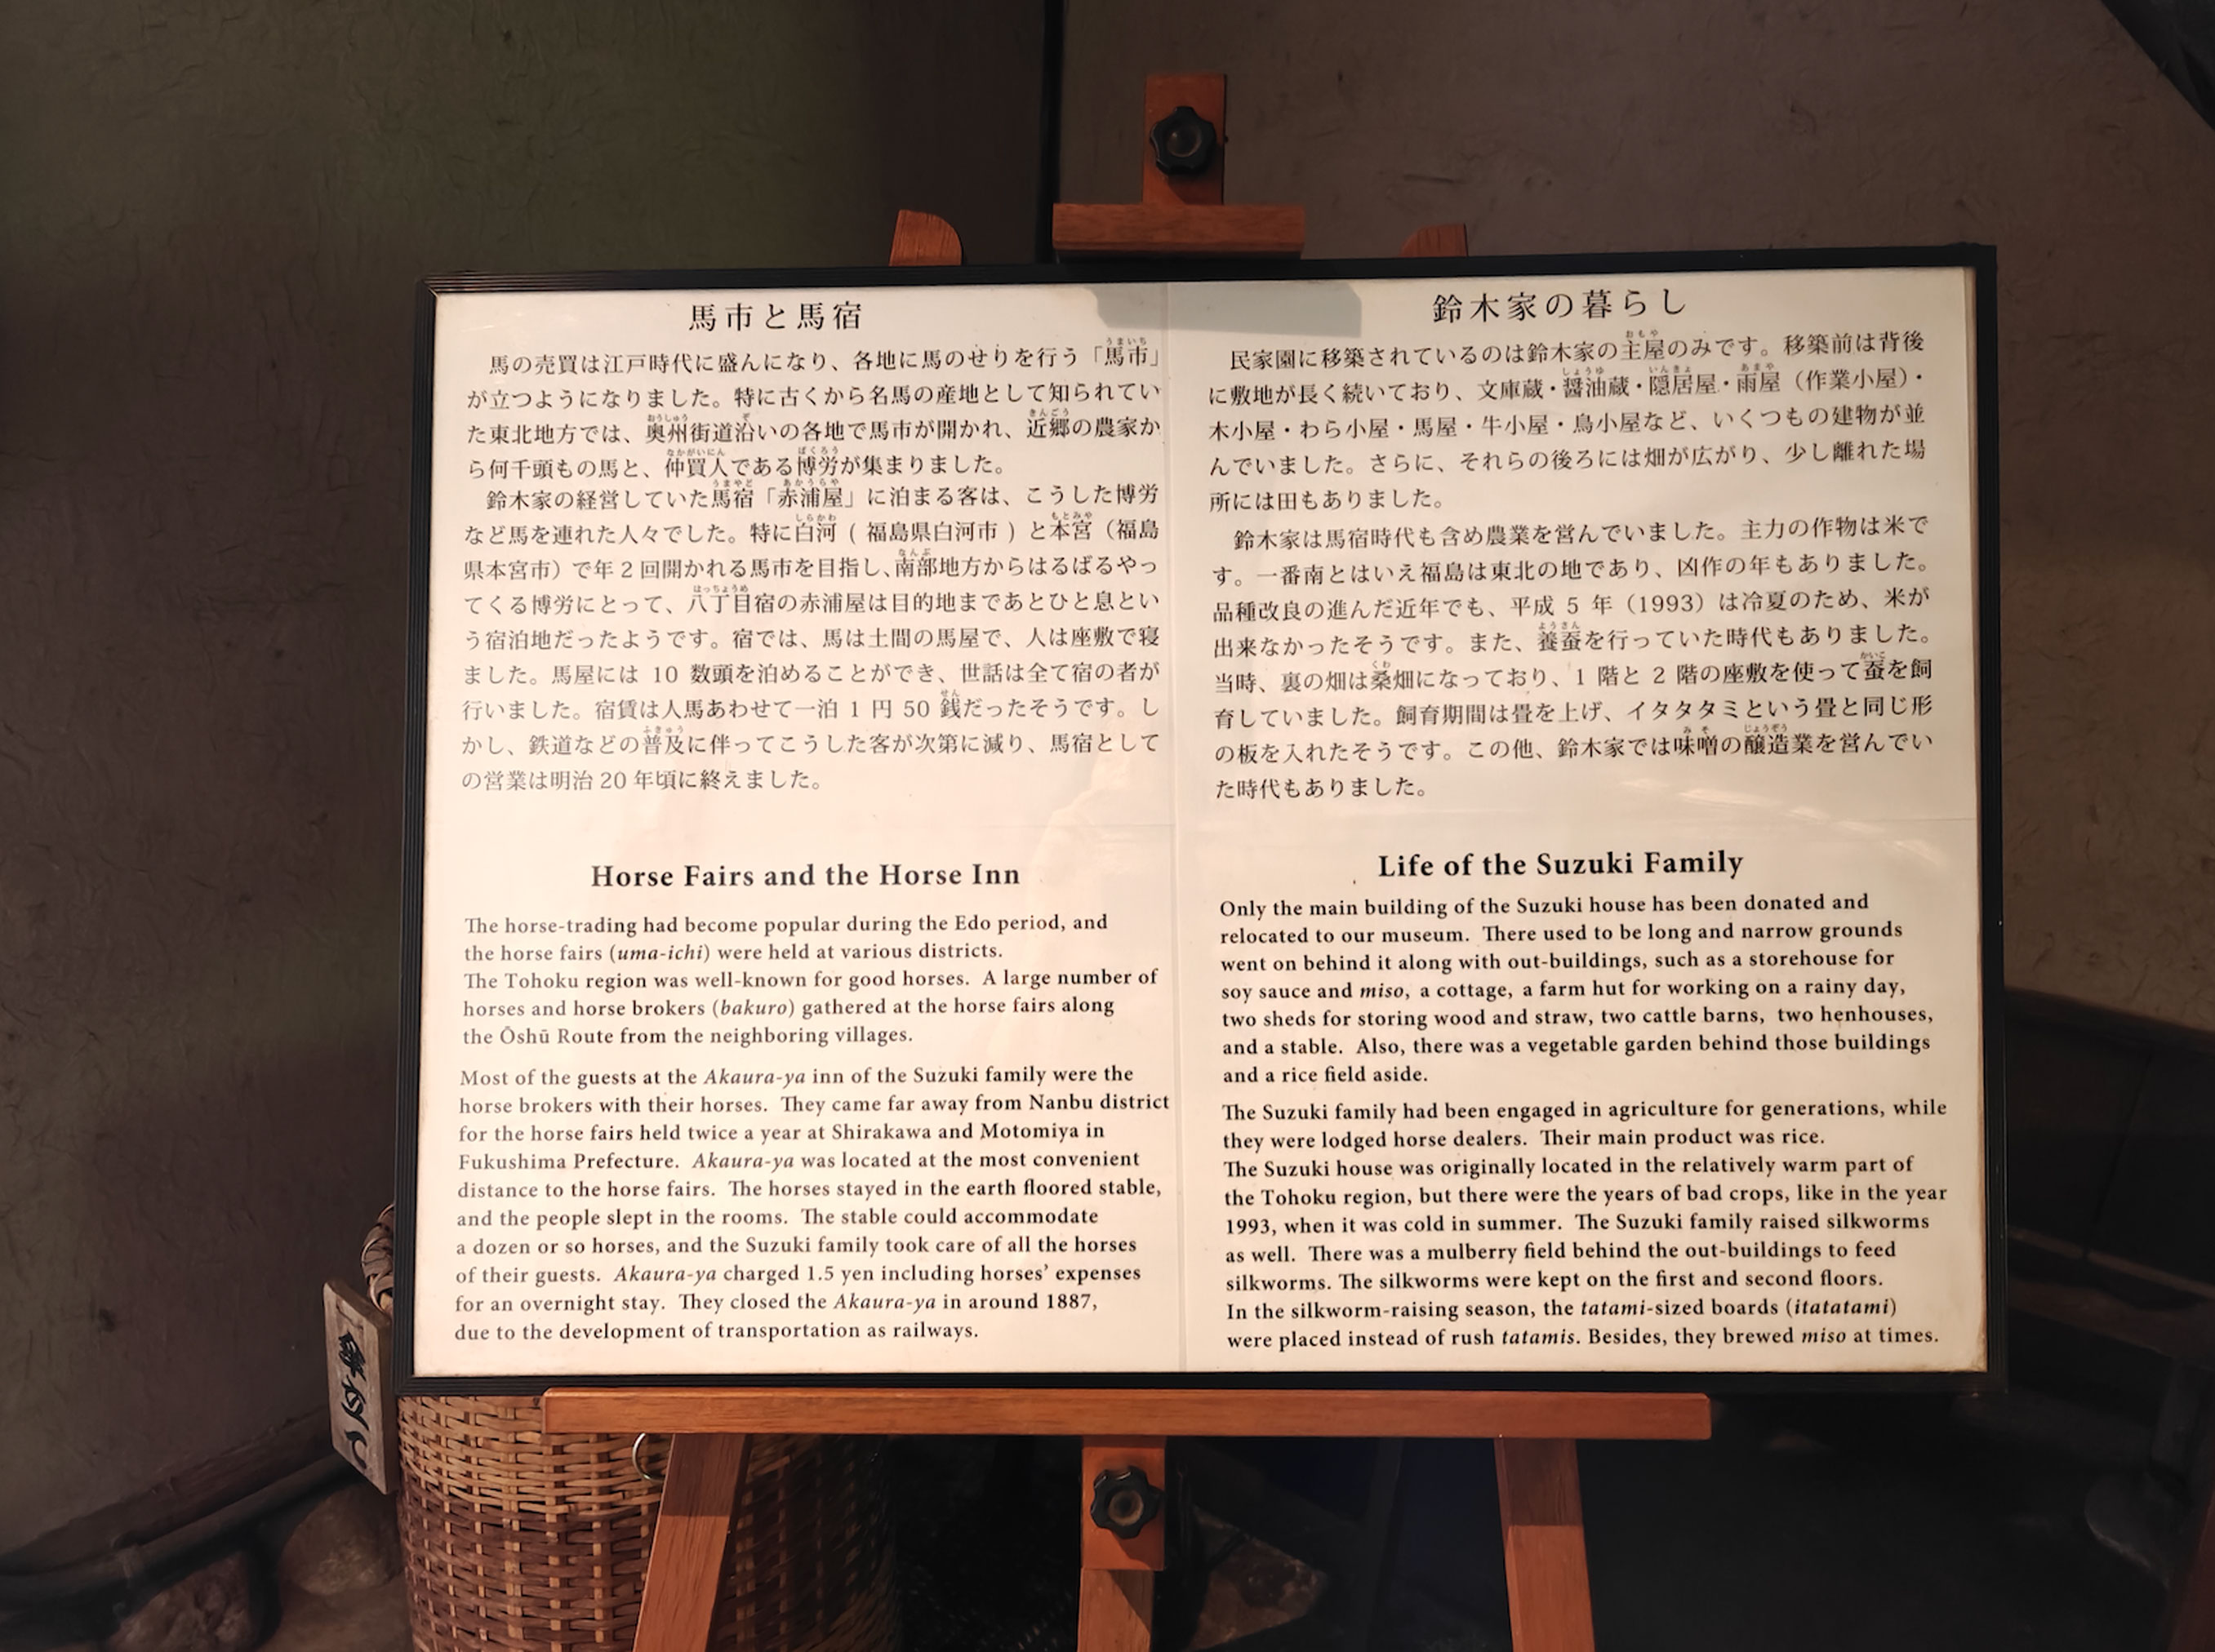 馬市と馬宿
馬の売買は江戸時代に盛んになり、各地に馬のせりを行う「馬市」
が立つようになりました。特に古くから名馬の産地として知られてい
た東北地方では、奥州街道沿いの各地で馬市が開かれ、近郷の農家か
ら何千頭もの馬と、仲買人である博労が集まりました。
鈴木家の経営していた馬宿「赤浦屋」に泊まる客は、こうした博労
など馬を連れた人々でした。特に白河 ( 福島県白河市 ) と本宮（福島
県本宮市）で年 2 回開かれる馬市を目指し、南部地方からはるばるやっ
てくる博労にとって、八丁目宿の赤浦屋は目的地まであとひと息とい
う宿泊地だったようです。宿では、馬は土間の馬屋で、人は座敷で寝
ました。馬屋には 10 数頭を泊めることができ、世話は全て宿の者が
行いました。宿賃は人馬あわせて一泊 1 円 50 銭だったそうです。し
かし、鉄道などの普及に伴ってこうした客が次第に減り、馬宿として
の営業は明治 20 年頃に終えました。
Horse Fairs and the Horse Inn
The horse-trading had become popular during the Edo period, and
the horse fairs (uma-ichi) were held at various districts.
The Tohoku region was well-known for good horses. A large number of
horses and horse brokers (bakuro) gathered at the horse fairs along
the Ōshū Route from the neighboring villages.
Most of the guests at the Akaura-ya inn of the Suzuki family were the
horse brokers with their horses. They came far away from Nanbu district
for the horse fairs held twice a year at Shirakawa and Motomiya in
Fukushima Prefecture. Akaura-ya was located at the most convenient
distance to the horse fairs. The horses stayed in the earth floored stable,
and the people slept in the rooms. The stable could accommodate
a dozen or so horses, and the Suzuki family took care of all the horses
of their guests. Akaura-ya charged 1.5 yen including horses' expenses
for an overnight stay. They closed the Akaura-ya in around 1887,
due to the development of transportation as railways.
鈴木家の暮らし
民家園に移築されているのは鈴木家の主屋のみです。移築前は背後
に敷地が長く続いており、文庫蔵・醤油蔵・隠居屋・雨屋（作業小屋）・
木小屋・わら小屋・馬屋・牛小屋・鳥小屋など、いくつもの建物が並
んでいました。さらに、それらの後ろには畑が広がり、少し離れた場
所には田もありました。
鈴木家は馬宿時代も含め農業を営んでいました。主力の作物は米で
す。一番南とはいえ福島は東北の地であり、凶作の年もありました。
品種改良の進んだ近年でも、平成 5 年（1993）は冷夏のため、米が
出来なかったそうです。また、養蚕を行っていた時代もありました。
当時、裏の畑は桑畑になっており、1 階と 2 階の座敷を使って蚕を飼
育していました。飼育期間は畳を上げ、イタタタミという畳と同じ形
の板を入れたそうです。この他、鈴木家では味噌の醸造業を営んでい
た時代もありました。
Life of the Suzuki Family
Only the main building of the Suzuki house has been donated and
relocated to our museum. There used to be long and narrow grounds
went on behind it along with out-buildings, such as a storehouse for
soy sauce and miso, a cottage, a farm hut for working on a rainy day,
two sheds for storing wood and straw, two cattle barns, two henhouses,
and a stable. Also, there was a vegetable garden behind those buildings
and a rice field aside.
The Suzuki family had been engaged in agriculture for generations, while
they were lodged horse dealers. Their main product was rice.
The Suzuki house was originally located in the relatively warm part of
the Tohoku region, but there were the years of bad crops, like in the year
1993, when it was cold in summer. The Suzuki family raised silkworms
as well. There was a mulberry field behind the out-buildings to feed
silkworms. The silkworms were kept on the first and second floors.
In the silkworm-raising season, the tatami-sized boards (itatatami)
were placed instead of rush tatamis. Besides, they brewed miso at times.